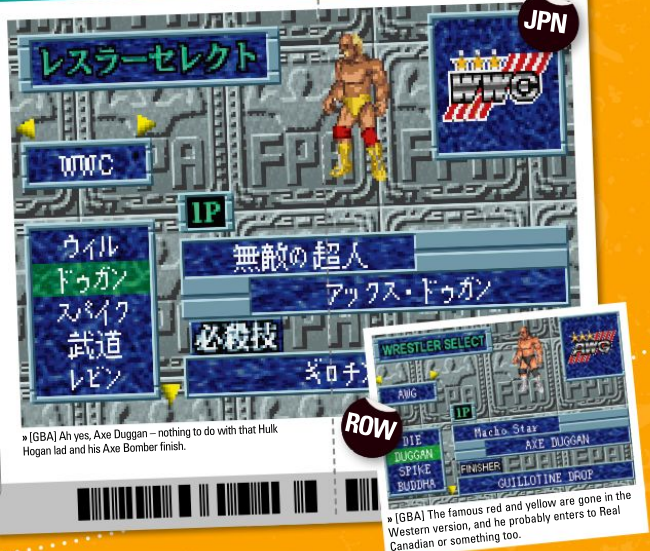 JPN
レスラーセレクト
WWC
WWC
1P
ウィル
ドゥガン
スパイク
武道
レビン
無敵の超人
アックス・ドゥガン
必殺技
ギロチ
» [GBA] Ah yes, Axe Duggan – nothing to do with that Hulk
Hogan lad and his Axe Bomber finish.
ROW
WRESTLER SELECT
AWG
AWG
1P
DIE
DUGGAN
SPIKE
BUDDHA
Macho Star
AXE DUGGAN
FINISHER
GUILLOTINE DROP
» [GBA] The famous red and yellow are gone in the
Western version, and he probably enters to Real
Canadian or something too.